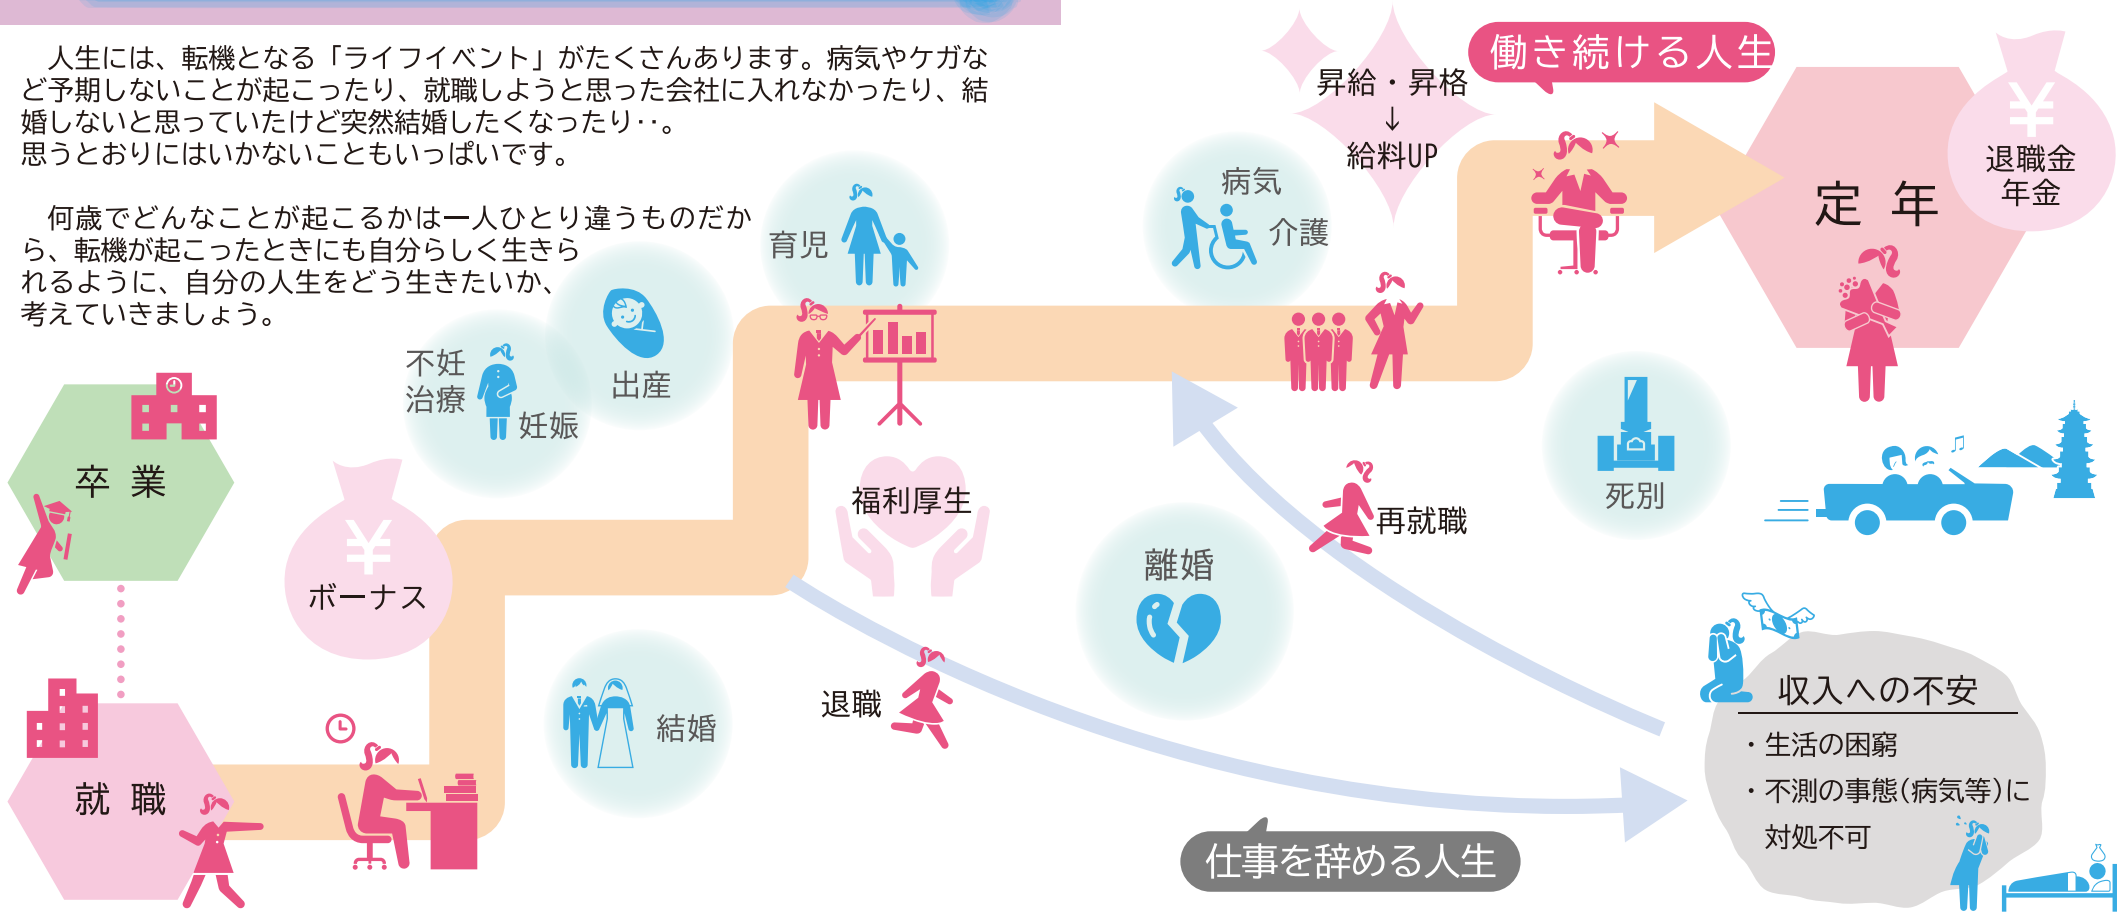 人生には、転機となる「ライフイベント」がたくさんあります。病気やケガな
ど予期しないことが起こったり、就職しようと思った会社に入れなかったり、結
婚しないと思っていたけど突然結婚したくなったり‥。
思うとおりにはいかないこともいっぱいです。
何歳でどんなことが起こるかは一人ひとり違うものだか
ら、転機が起こったときにも自分らしく生きら
れるように、自分の人生をどう生きたいか、
考えていきましょう。
働き続ける人生
昇給・昇格
↓
給料UP
退職金
年金
定年
病気
介護
育児
不妊
治療
妊娠
出産
卒業
¥
ボーナス
福利厚生
¥
死別
再就職
離婚
結婚
退職
就職
仕事を辞める人生
収入への不安
・生活の困窮
・不測の事態(病気等)に
対処不可